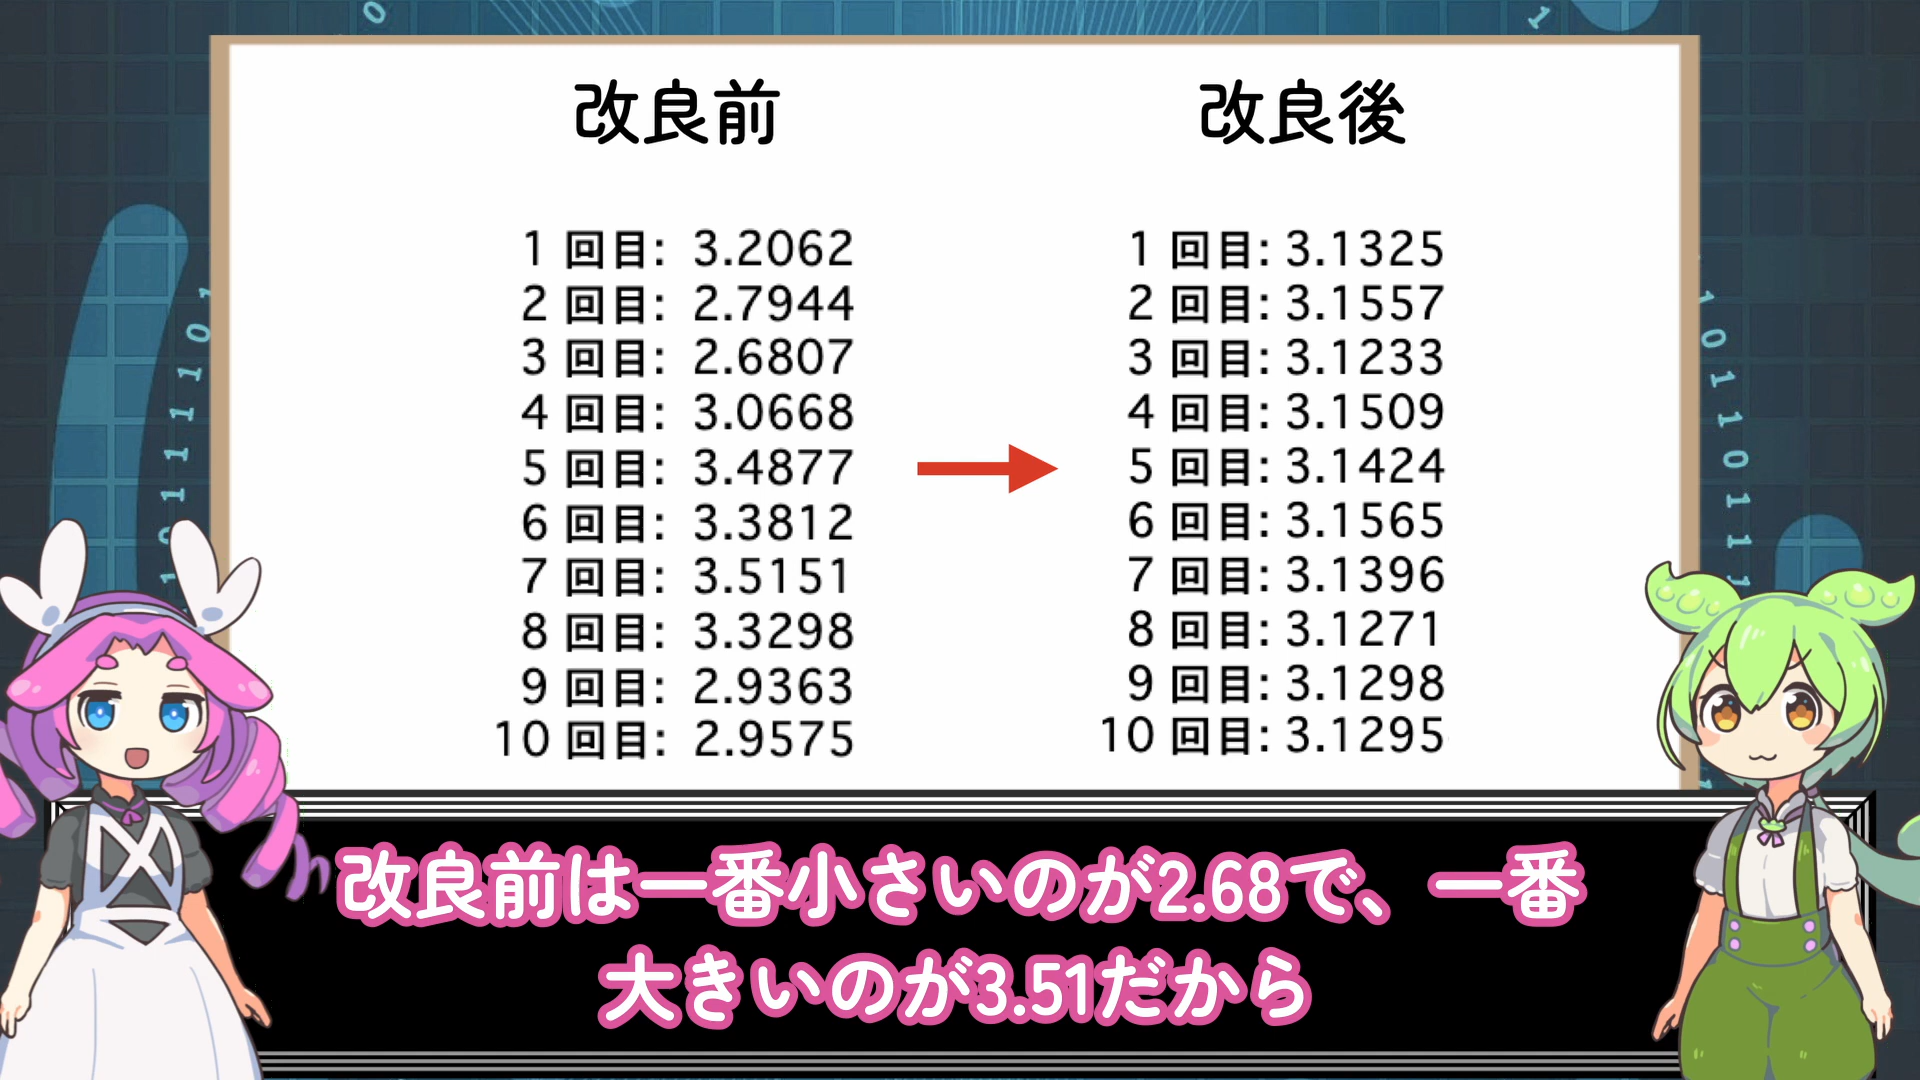 改良前 改良後
1 回目: 3.2062 1 回目: 3.1325
2 回目: 2.7944 2 回目: 3.1557
3 回目: 2.6807 3 回目: 3.1233
4 回目: 3.0668 4 回目: 3.1509
5 回目: 3.4877 5 回目: 3.1424
6 回目: 3.3812 6 回目: 3.1565
7 回目: 3.5151 7 回目: 3.1396
8 回目: 3.3298 8 回目: 3.1271
9 回目: 2.9363 9 回目: 3.1298
10 回目: 2.9575 10 回目: 3.1295
改良前は一番小さいのが2.68で、一番
大きいのが3.51だから